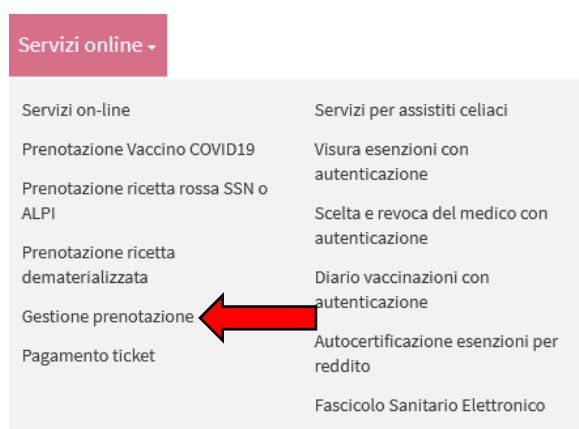 Servizi online
Servizi on-line
Prenotazione Vaccino COVID19
Prenotazione ricetta rossa SSN o
ALPI
Prenotazione ricetta
dematerializzata
Gestione prenotazione
Pagamento ticket
Servizi per assistiti celiaci
Visura esenzioni con
autenticazione
Scelta e revoca del medico con
autenticazione
Diario vaccinazioni con
autenticazione
Autocertificazione esenzioni per
reddito
Fascicolo Sanitario Elettronico